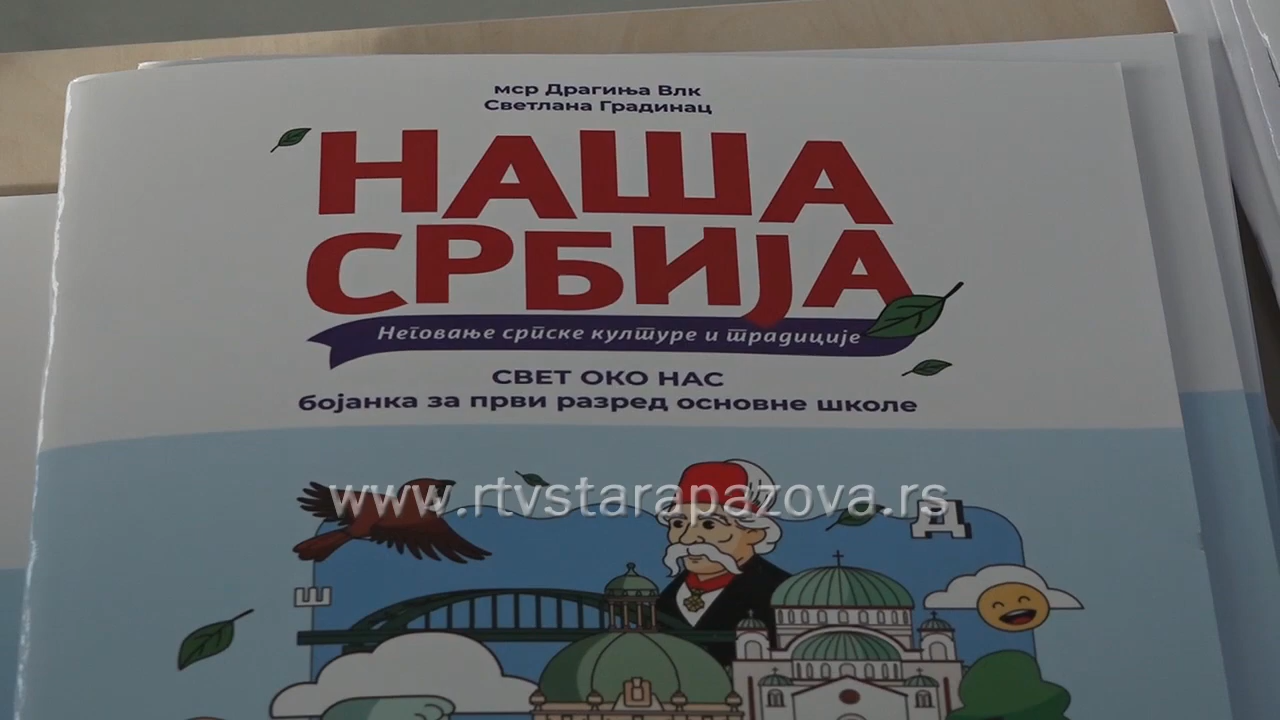 мср Драгиња Влк
Светлана Градинац
НАША
СРБИЈА
Неговање српске културе и традиције
СВЕТ ОКО НАС
бојанка за први разред основне школе
www.rtvstarapazova.rs
Д
Ш